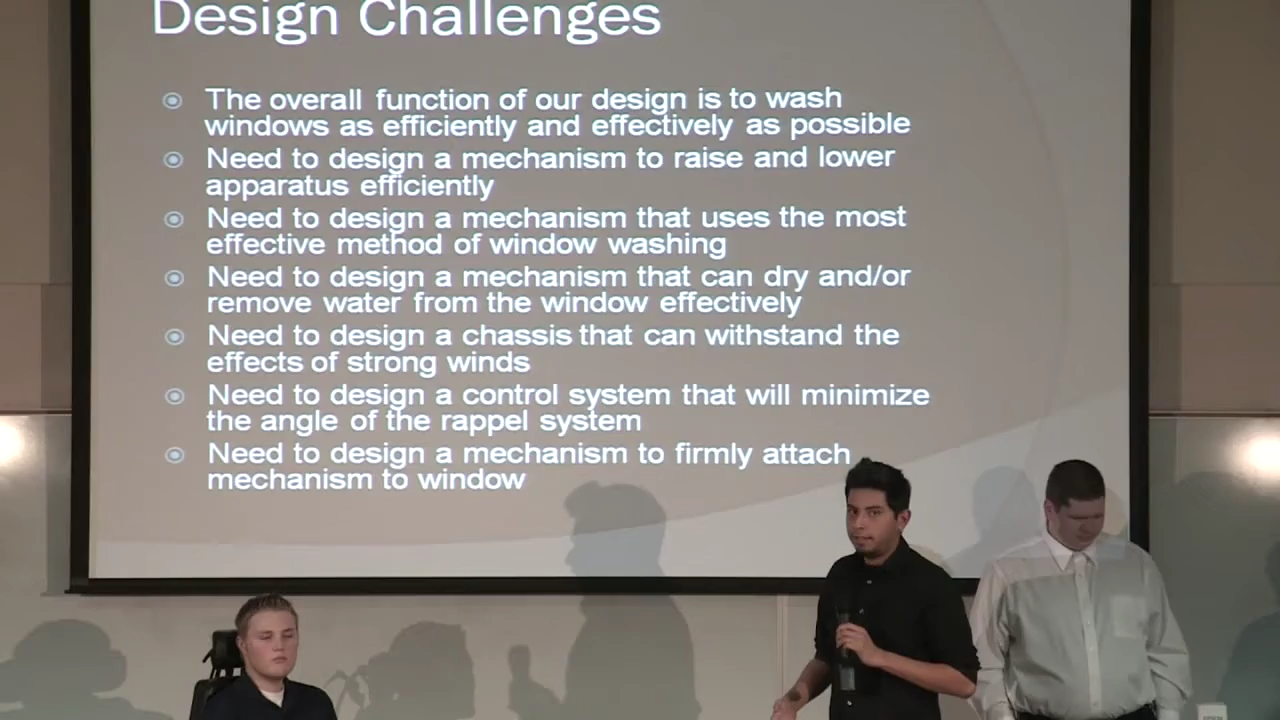 Design Challenges
The overall function of our design is to wash
windows as efficiently and effectively as possible
Need to design a mechanism to raise and lower
apparatus efficiently
Need to design a mechanism that uses the most
effective method of window washing
Need to design a mechanism that can dry and/or
remove water from the window effectively
Need to design a chassis that can withstand the
effects of strong winds
Need to design a control system that will minimize
the angle of the rappel system
Need to design a mechanism to firmly attach
mechanism to window